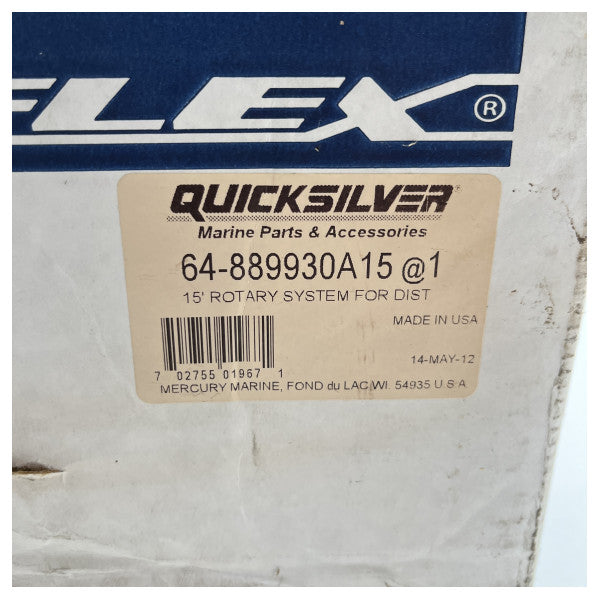 FLEX®
QUICKSILVER®
Marine Parts & Accessories
64-889930A15 @1
15' ROTARY SYSTEM FOR DIST
MADE IN USA
14-MAY-12
7 02755 01967 1
MERCURY MARINE, FOND du LAC WI. 54935 U.S.A.